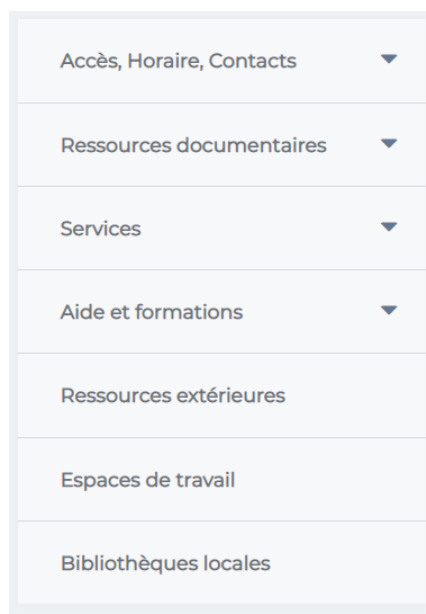 Accès, Horaire, Contacts
Ressources documentaires
Services
Aide et formations
Ressources extérieures
Espaces de travail
Bibliothèques locales